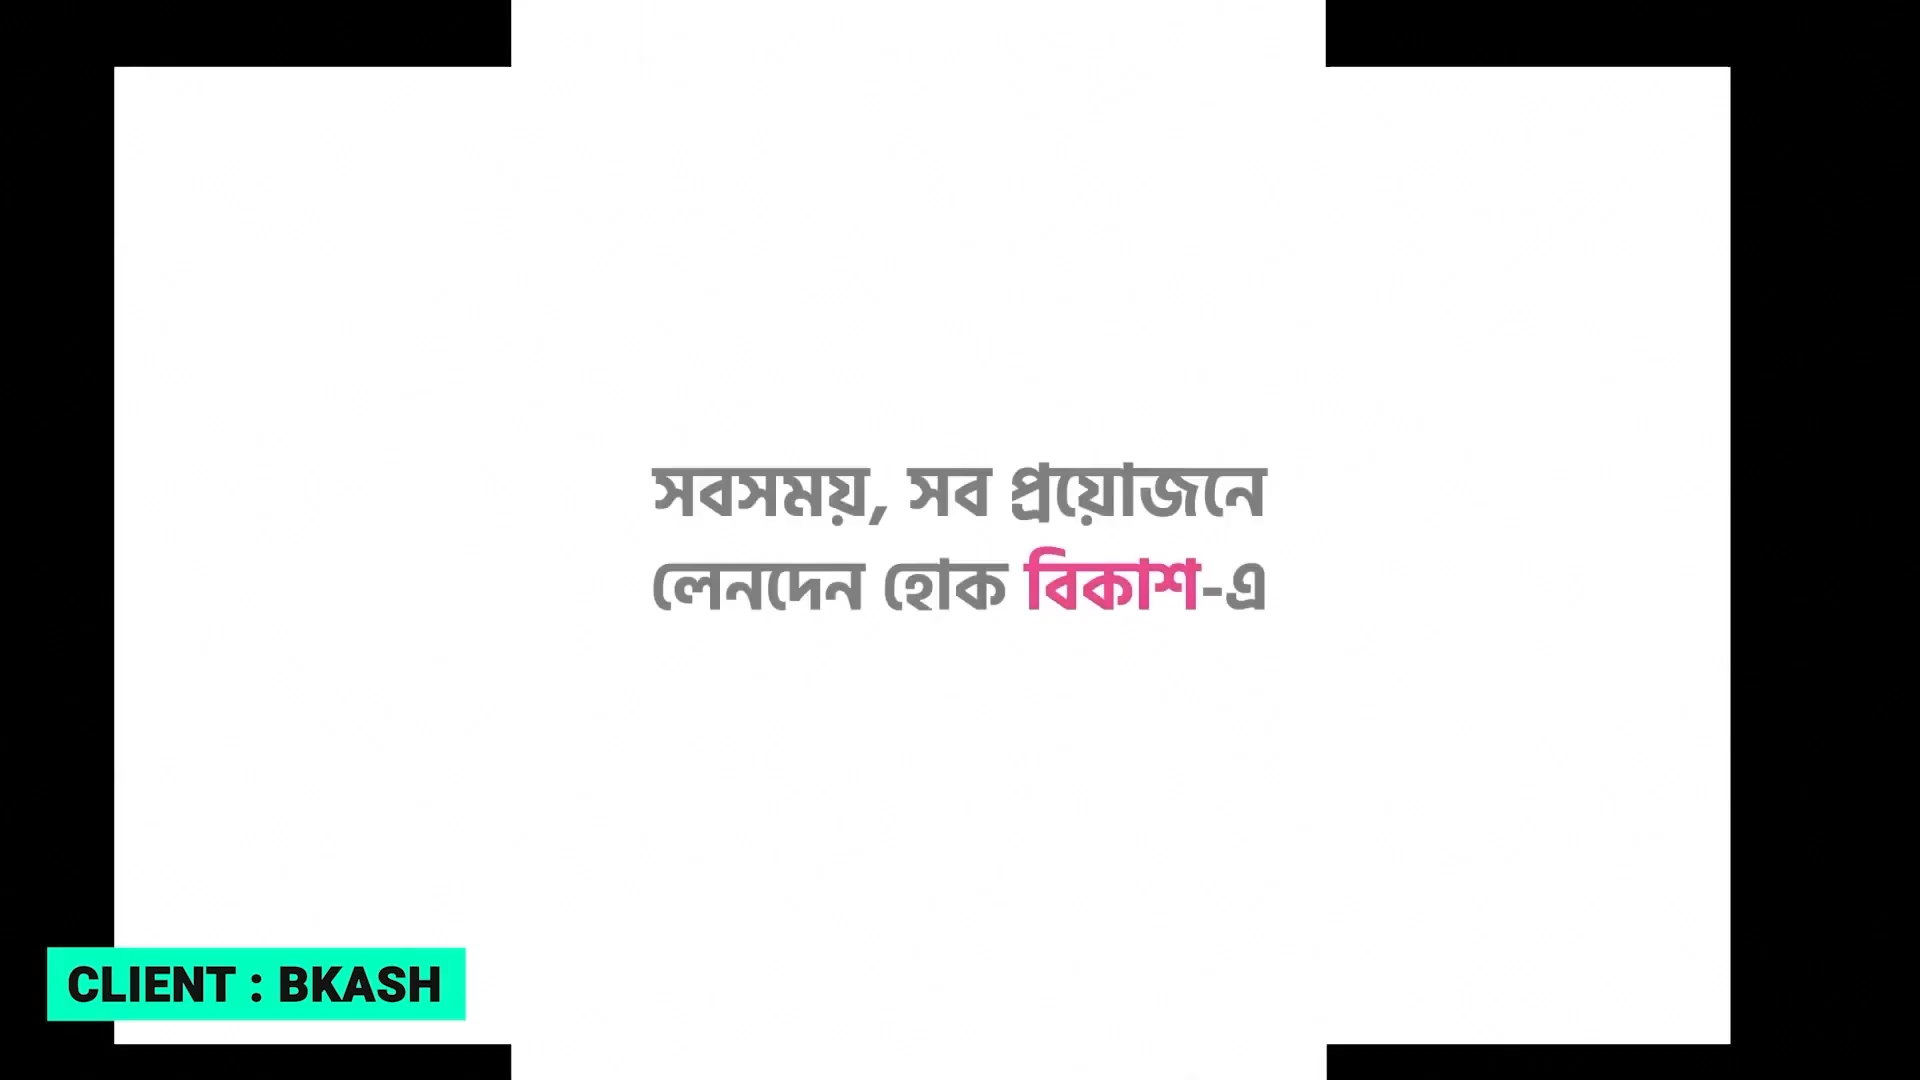 সবসময়, সব প্রয়োজনে
লেনদেন হোক বিকাশ-এ
CLIENT : BKASH